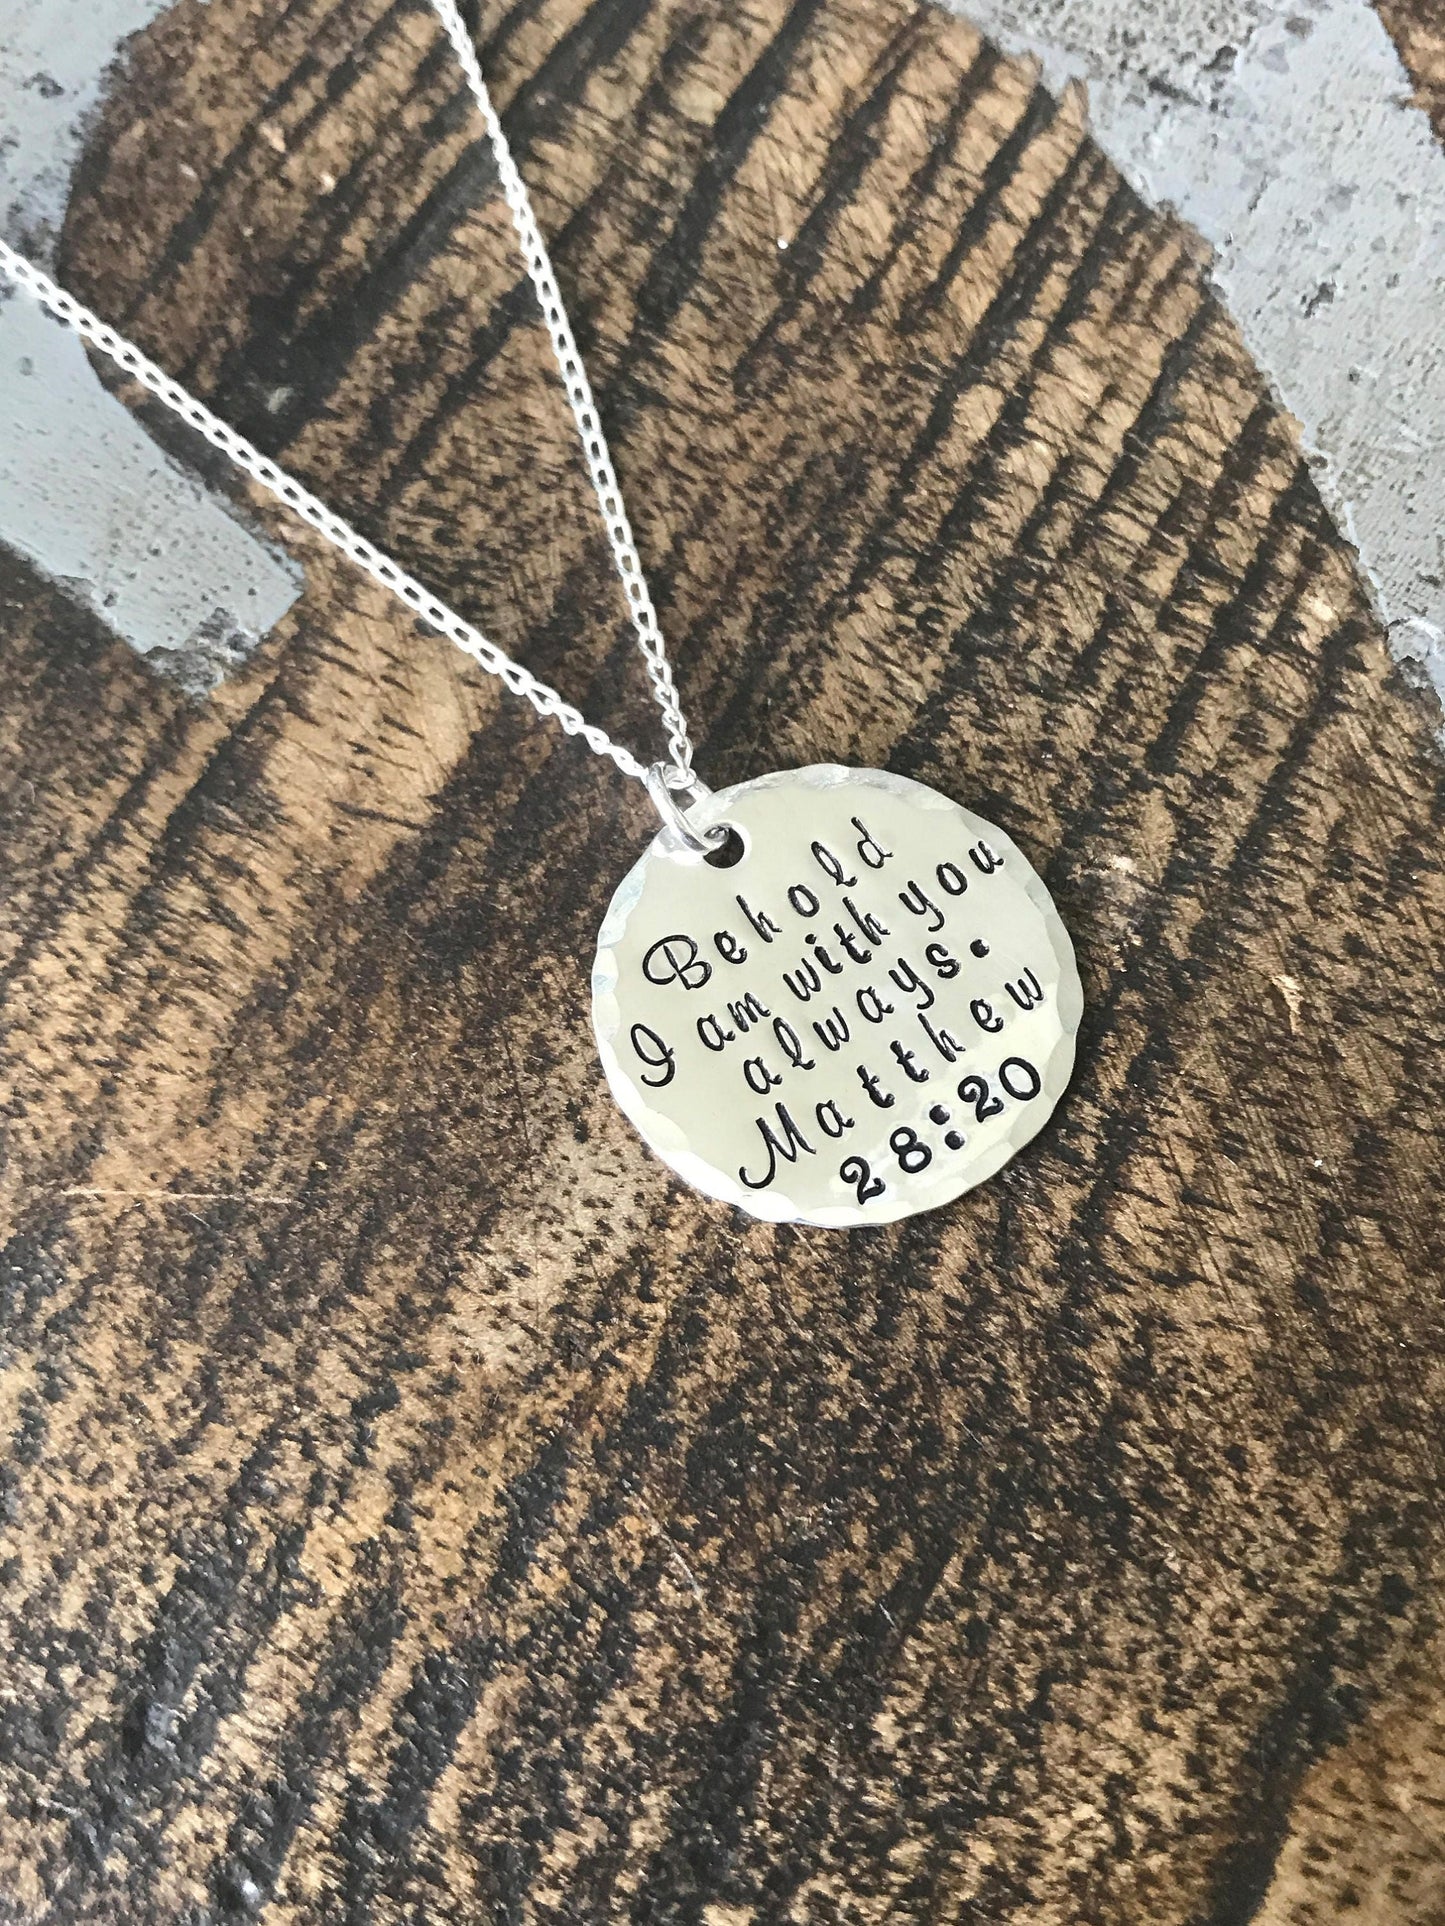 Behold
I am with you
always.
Matthew
28:20